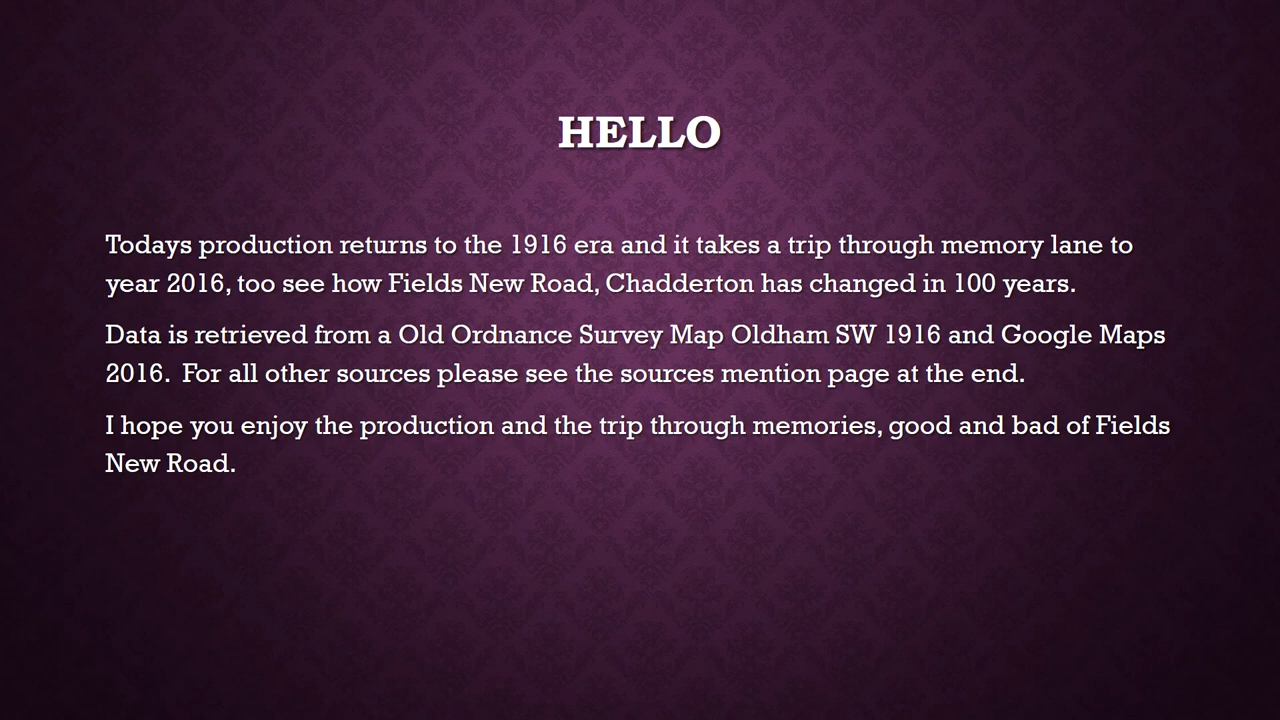 HELLO
Todays production returns to the 1916 era and it takes a trip through memory lane to
year 2016, too see how Fields New Road, Chadderton has changed in 100 years.
Data is retrieved from a Old Ordnance Survey Map Oldham SW 1916 and Google Maps
2016.  For all other sources please see the sources mention page at the end.
I hope you enjoy the production and the trip through memories, good and bad of Fields
New Road.